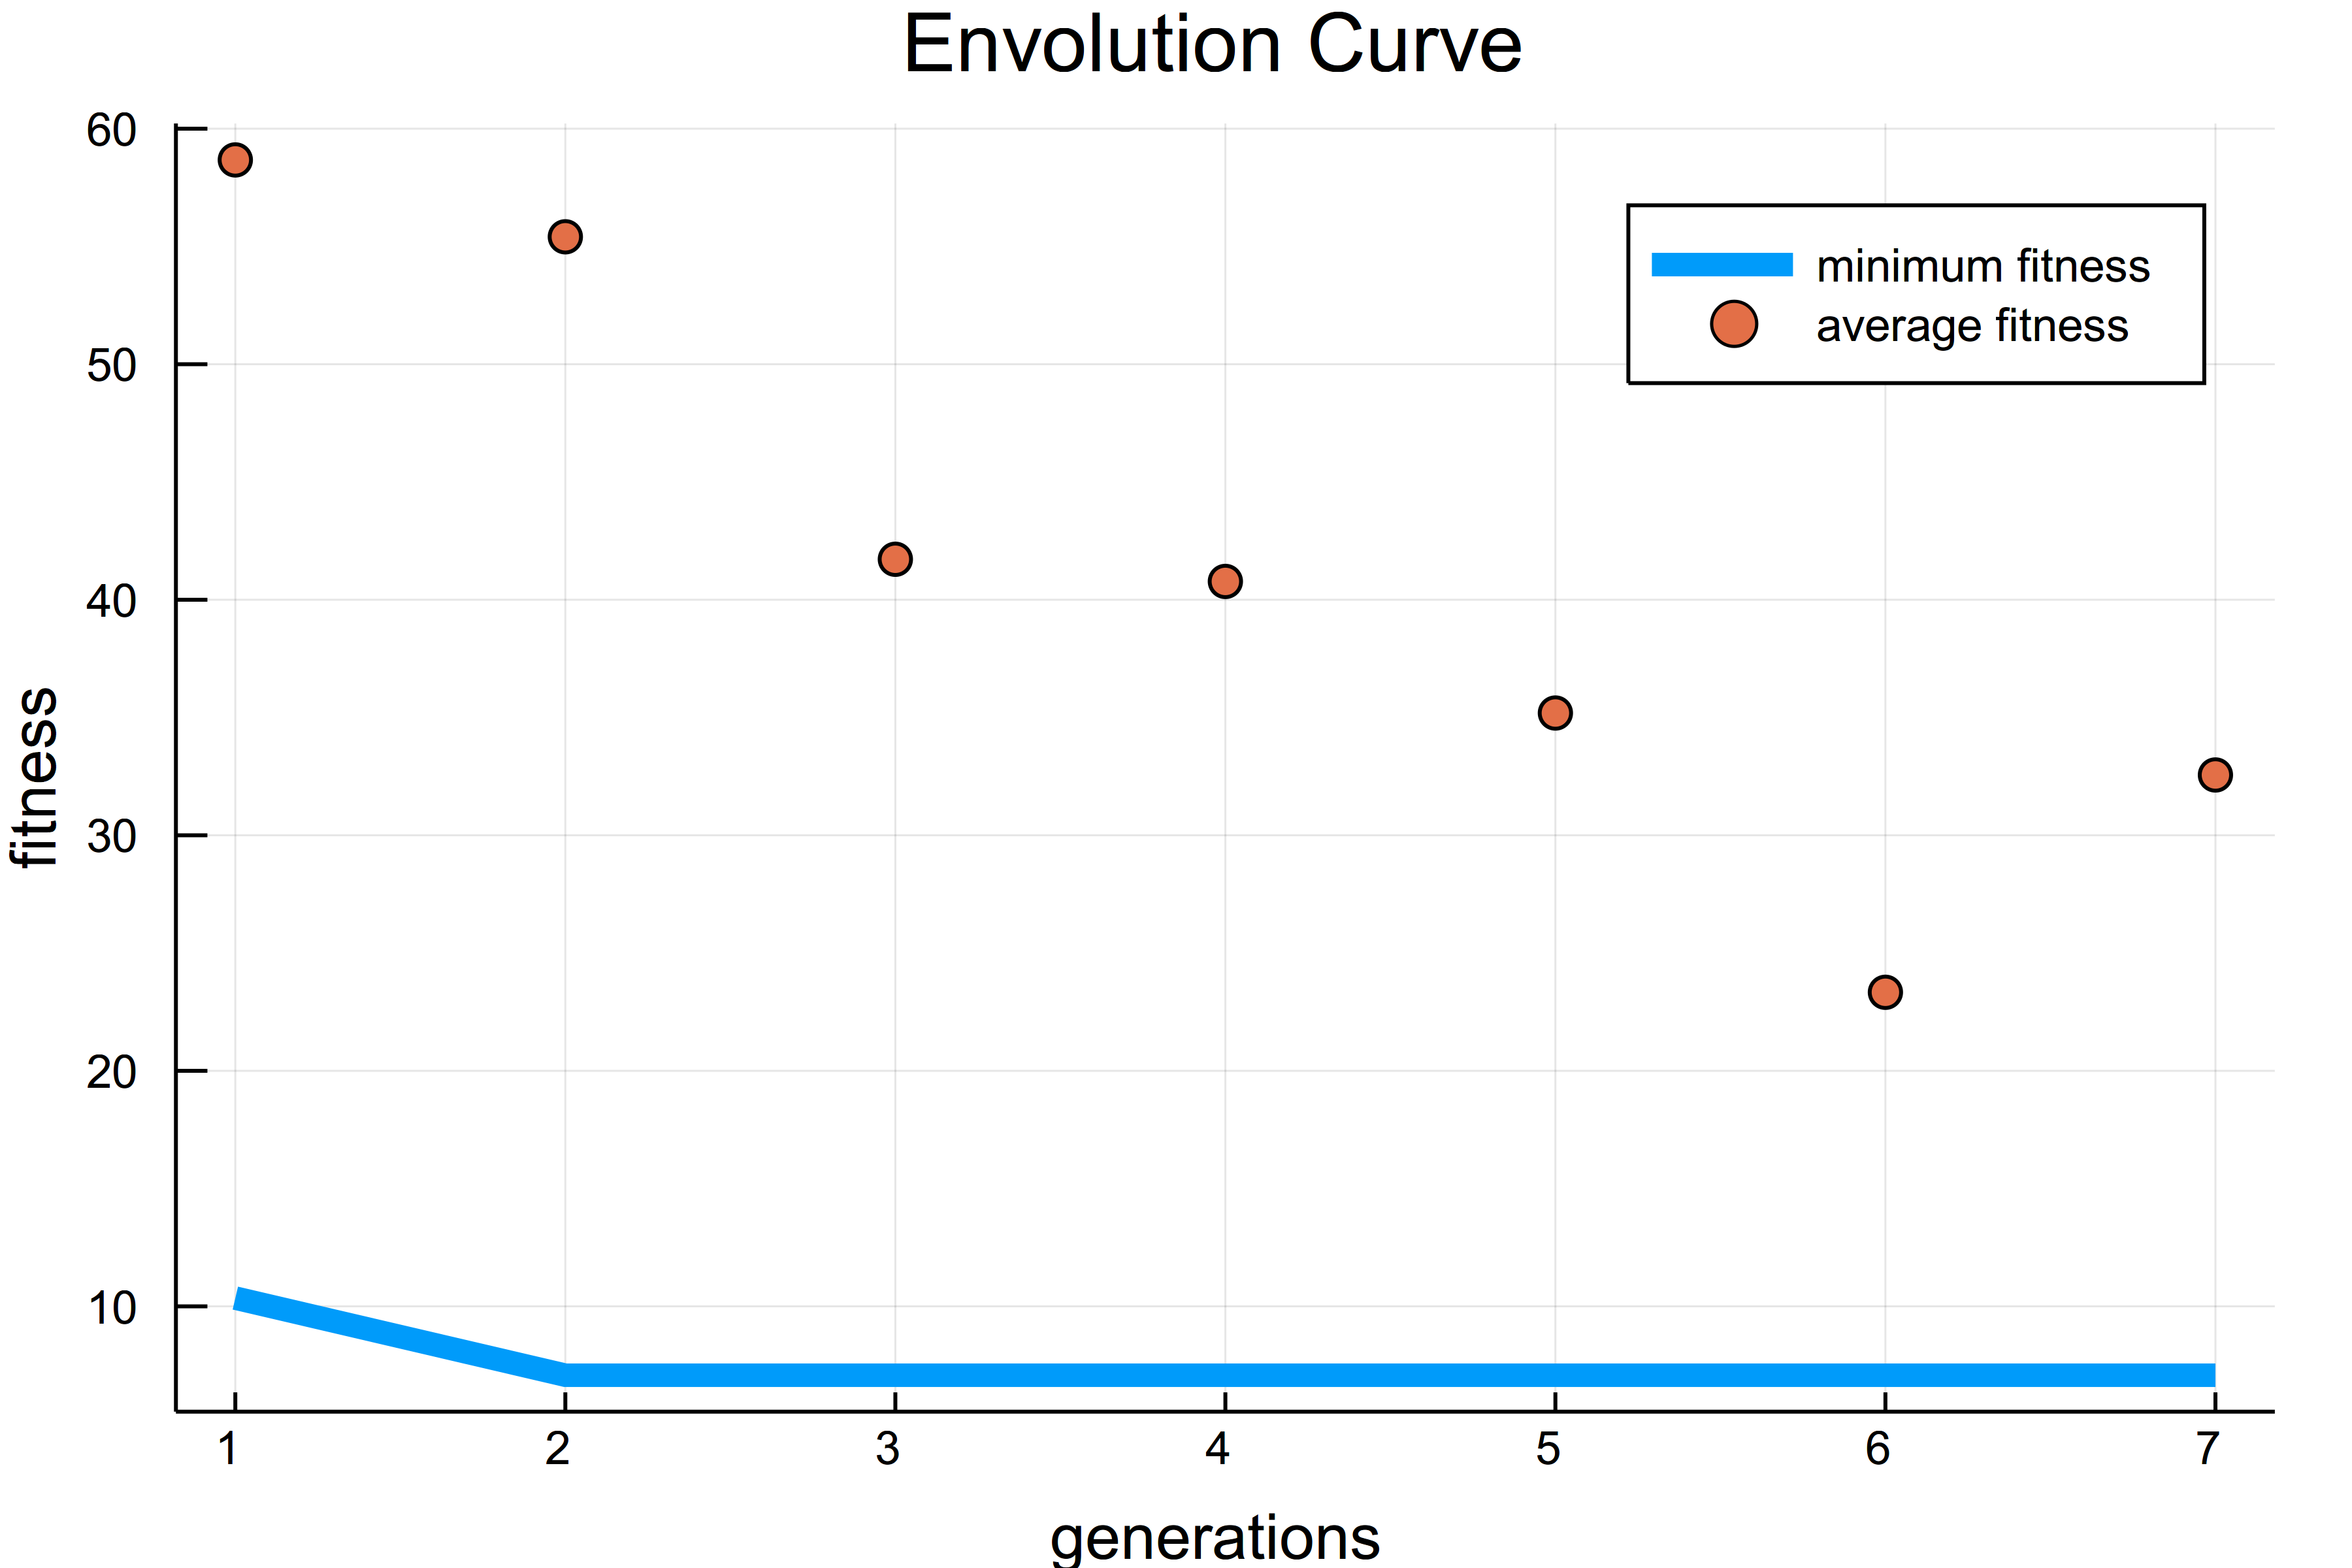 Envolution Curve
60
50
40
30
20
10
fitness
minimum fitness
average fitness
1 2 3 4 5 6 7
generations